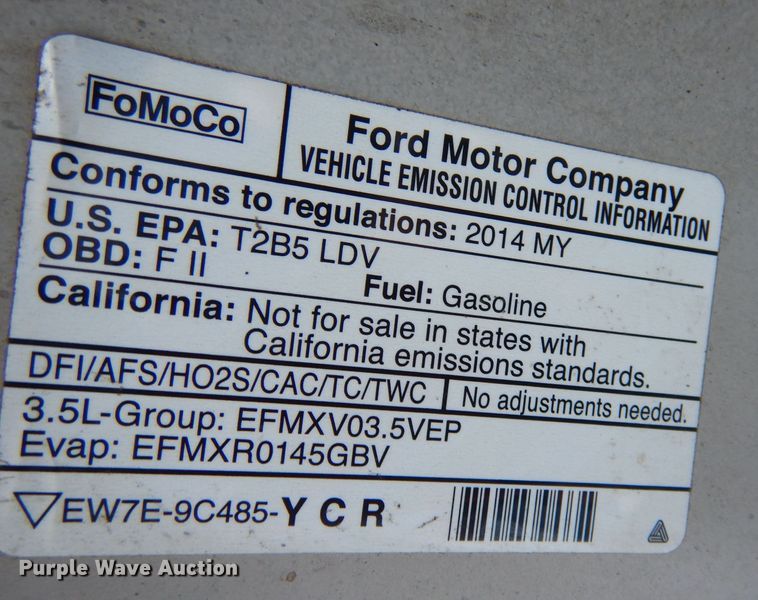 FoMoCo
Ford Motor Company
VEHICLE EMISSION CONTROL INFORMATION
Conforms to regulations: 2014 MY
U.S. EPA: T2B5 LDV
OBD: F II
Fuel: Gasoline
California: Not for sale in states with
California emissions standards.
DFI/AFS/HO2S/CAC/TC/TWC
No adjustments needed.
3.5L-Group: EFMXV03.5VEP
Evap: EFMXR0145GBV
EW7E-9C485-YCR
Purple Wave Auction